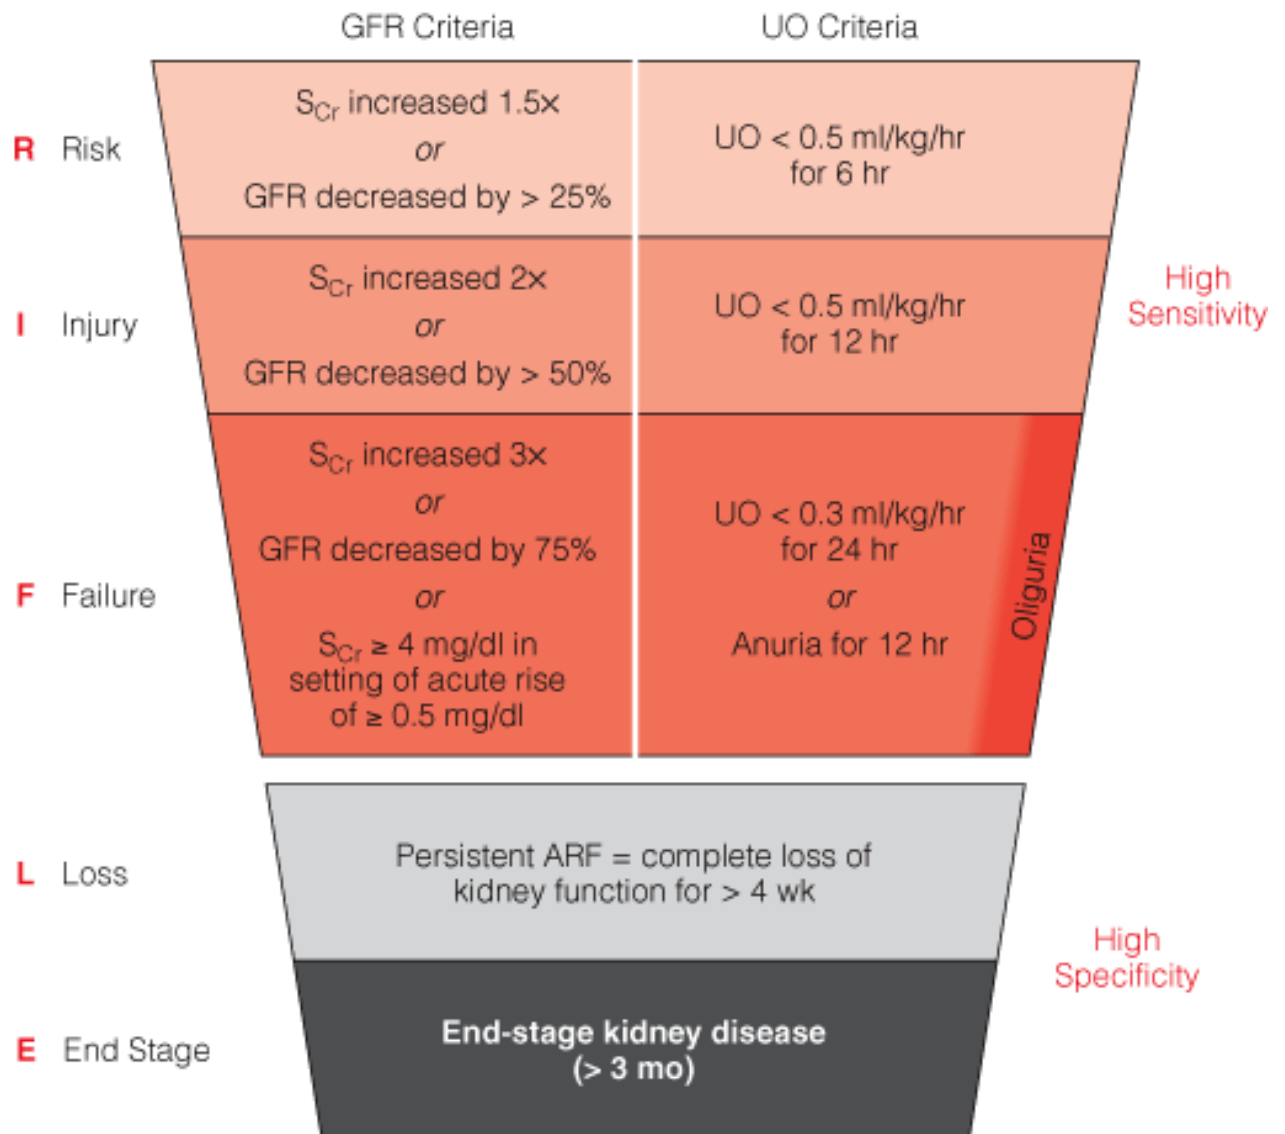 GFR Criteria
UO Criteria
R Risk
S_Cr increased 1.5×
or
GFR decreased by > 25%
UO < 0.5 ml/kg/hr
for 6 hr
I Injury
S_Cr increased 2×
or
GFR decreased by > 50%
UO < 0.5 ml/kg/hr
for 12 hr
High
Sensitivity
F Failure
S_Cr increased 3×
or
GFR decreased by 75%
or
S_Cr ≥ 4 mg/dl in
setting of acute rise
of ≥ 0.5 mg/dl
UO < 0.3 ml/kg/hr
for 24 hr
or
Anuria for 12 hr
Oliguria
L Loss
Persistent ARF = complete loss of
kidney function for > 4 wk
High
Specificity
E End Stage
End-stage kidney disease
(> 3 mo)